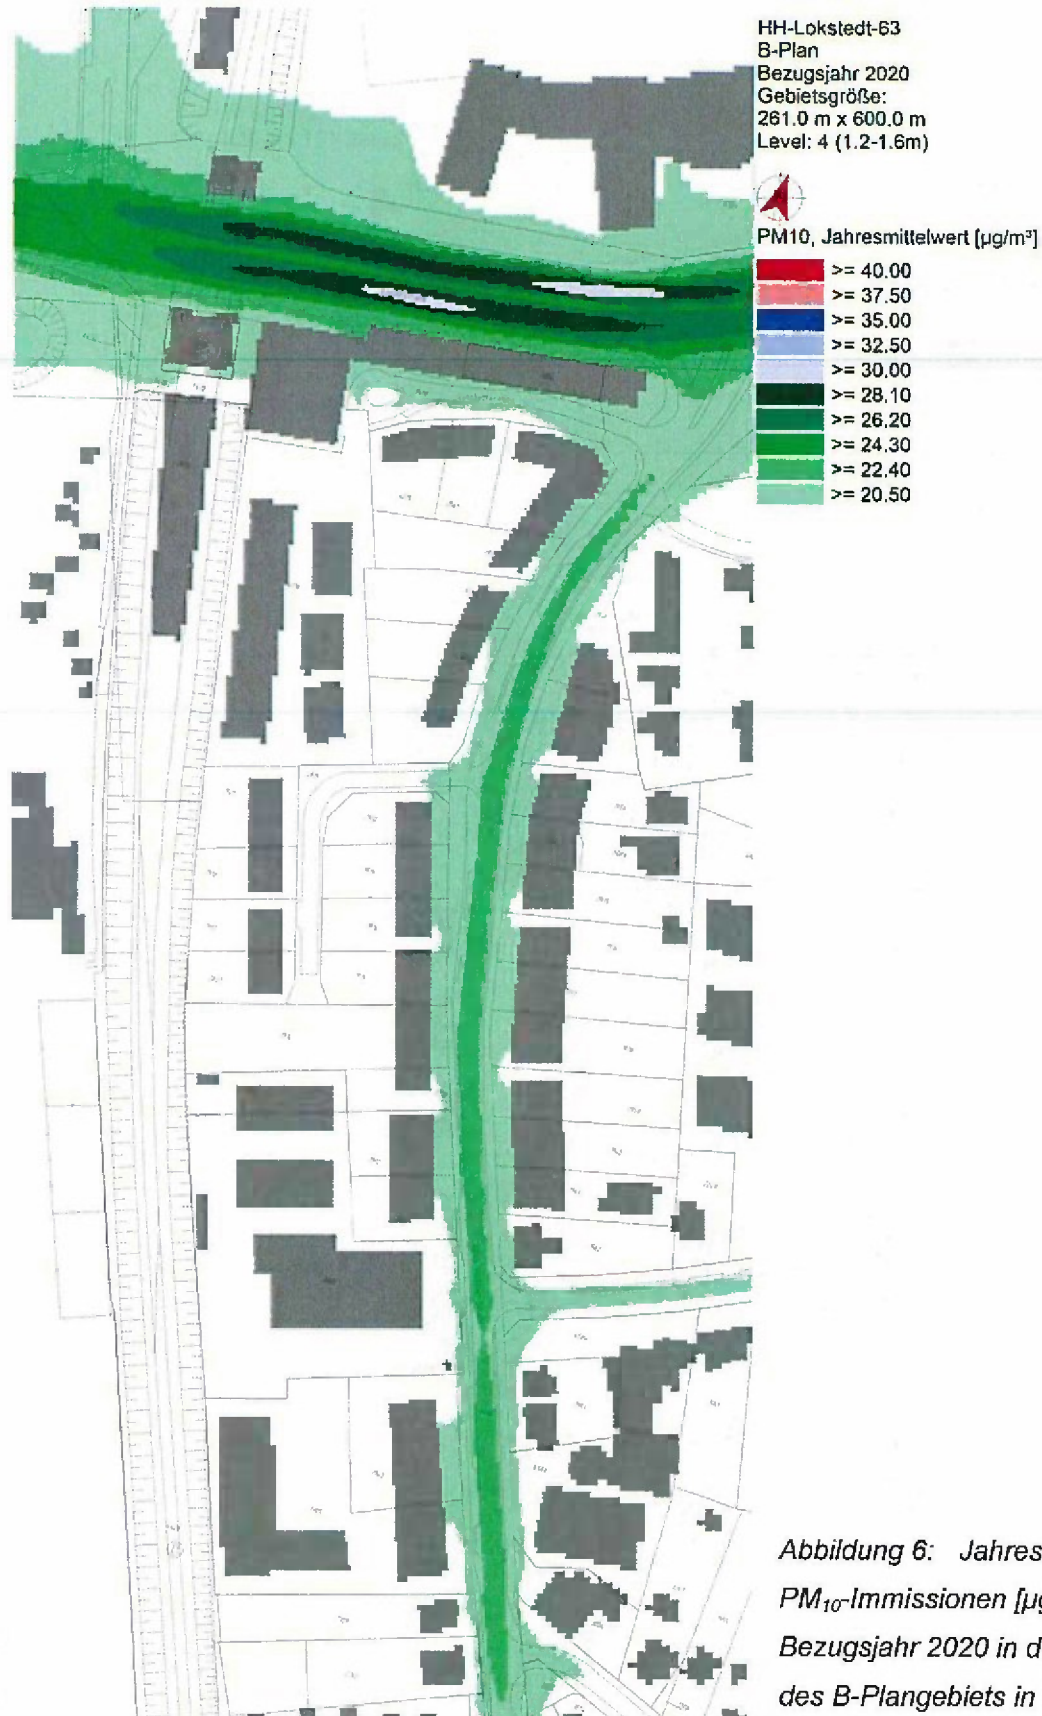 HH-Lokstedt-63
B-Plan
Bezugsjahr 2020
Gebietsgröße:
261.0 m x 600.0 m
Level: 4 (1.2-1.6m)
PM10, Jahresmittelwert [µg/m³]
>= 40.00
>= 37.50
>= 35.00
>= 32.50
>= 30.00
>= 28.10
>= 26.20
>= 24.30
>= 22.40
>= 20.50
Abbildung 6: Jahres
PM₁₀-Immissionen [µg
Bezugsjahr 2020 in d
des B-Plangebiets in